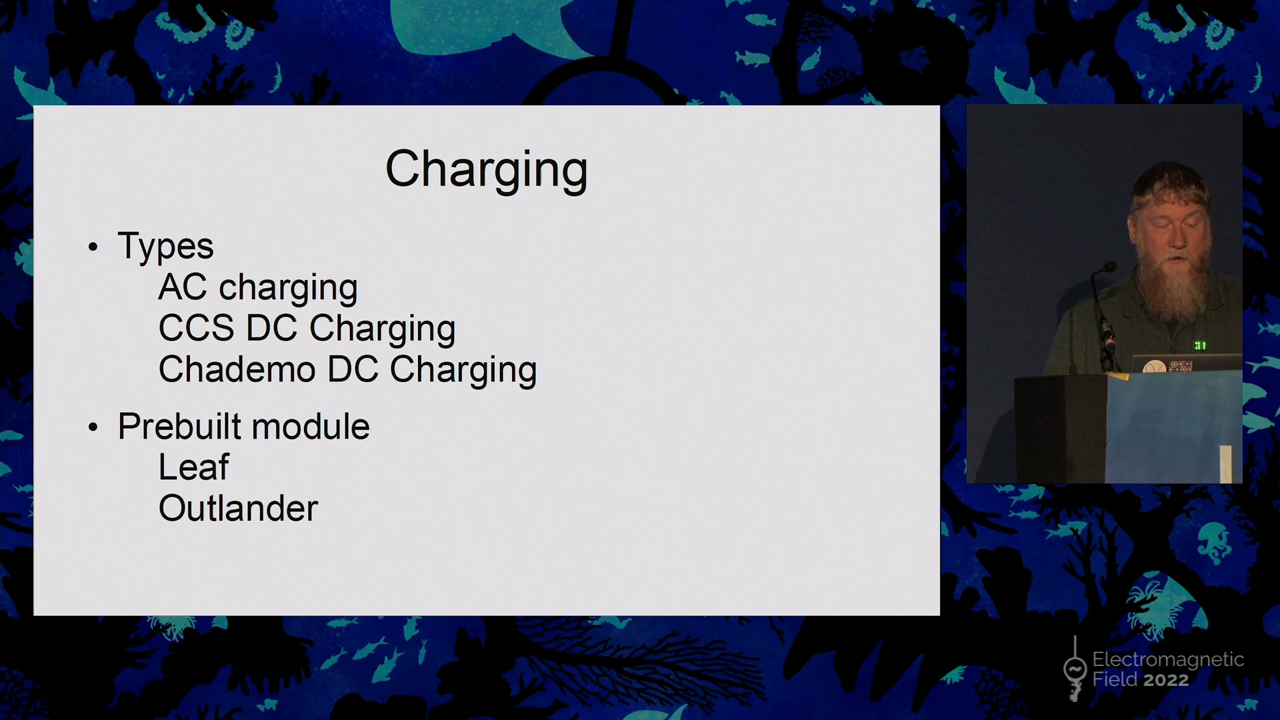 Charging
• Types
AC charging
CCS DC Charging
Chademo DC Charging
• Prebuilt module
Leaf
Outlander
Electromagnetic
Field 2022